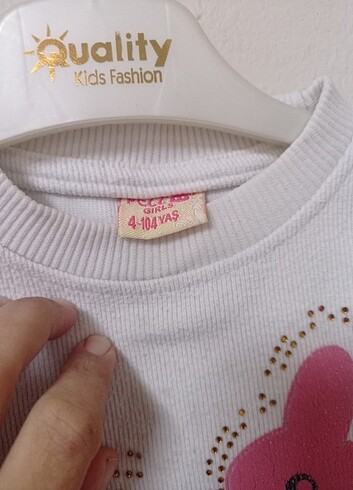 Quality
Kids Fashion
GIRLS
4-104 YAŞ